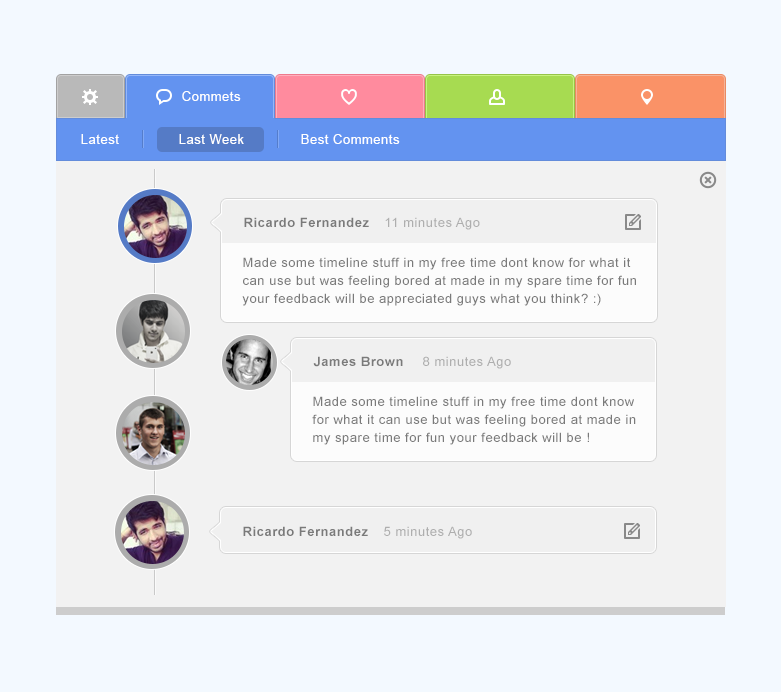 Commets
Latest
Last Week
Best Comments
Ricardo Fernandez 11 minutes Ago
Made some timeline stuff in my free time dont know for what it
can use but was feeling bored at made in my spare time for fun
your feedback will be appreciated guys what you think? :)
James Brown 8 minutes Ago
Made some timeline stuff in my free time dont know
for what it can use but was feeling bored at made in
my spare time for fun your feedback will be !
Ricardo Fernandez 5 minutes Ago